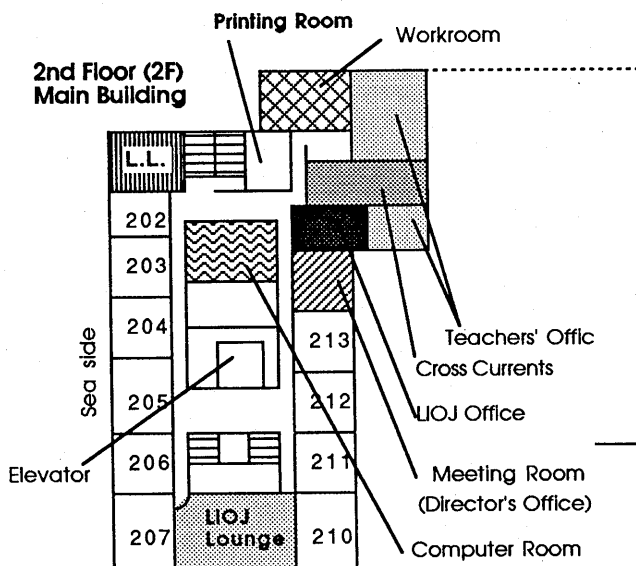 Printing Room
Workroom
2nd Floor (2F)
Main Building
L.L.
202
203
204
205
206
207
Sea side
Elevator
LIOJ
Lounge
213
212
211
210
Teachers' Offic
Cross Currents
LIOJ Office
Meeting Room
(Director's Office)
Computer Room